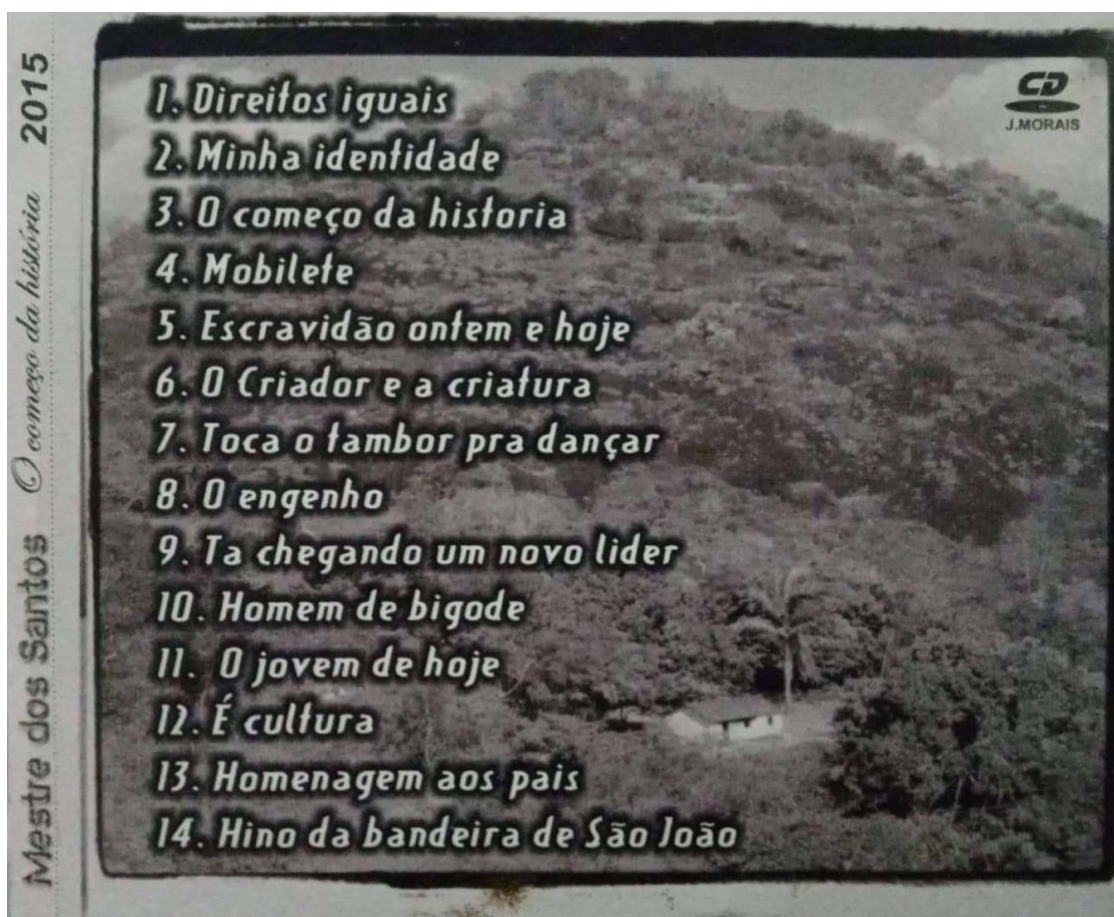 Mestre dos Santos O começo da história 2015
1. Direitos iguais
2. Minha identidade
3. O começo da historia
4. Mobilete
5. Escravidão ontem e hoje
6. O Criador e a criatura
7. Toca o tambor pra dançar
8. O engenho
9. Ta chegando um novo lider
10. Homem de bigode
11. O jovem de hoje
12. É cultura
13. Homenagem aos pais
14. Hino da bandeira de São João
CD
J.MORAIS